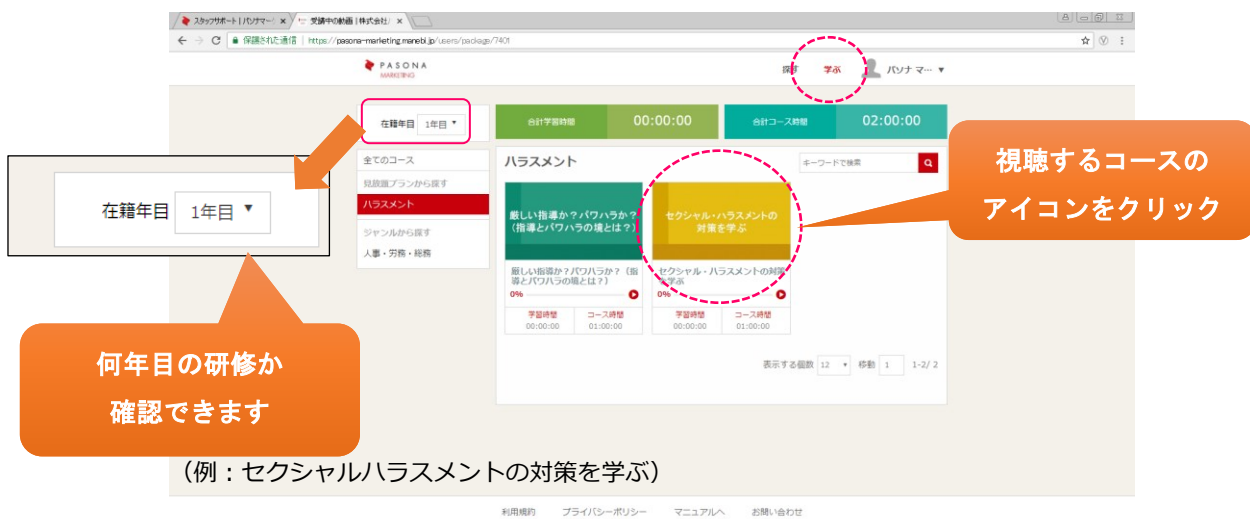 スタッフサポート | パソナマー
受講中の動画 | 株式会社パ
保護された通信 | https://pasona-marketing.manebi.jp/users/package/7401
PASONA
MARKETING
探す 学ぶ パソナ マ… ▼
在籍年目 1年目 ▼
合計学習時間 00:00:00
合計コース時間 02:00:00
全てのコース
見放題プランから探す
ハラスメント
ジャンルから探す
人事・労務・総務
ハラスメント
キーワードで検索
厳しい指導か？パワハラか？
（指導とパワハラの境とは？）
厳しい指導か？パワハラか？（指
導とパワハラの境とは？）
0%
学習時間 コース時間
00:00:00 01:00:00
セクシャル・ハラスメントの
対策を学ぶ
セクシャル・ハラスメントの対策
を学ぶ
0%
学習時間 コース時間
00:00:00 01:00:00
表示する個数 12 ▼ 移動 1 1-2/ 2
視聴するコースの
アイコンをクリック
在籍年目 1年目 ▼
何年目の研修か
確認できます
（例：セクシャルハラスメントの対策を学ぶ）
利用規約 プライバシーポリシー マニュアルへ お問い合わせ